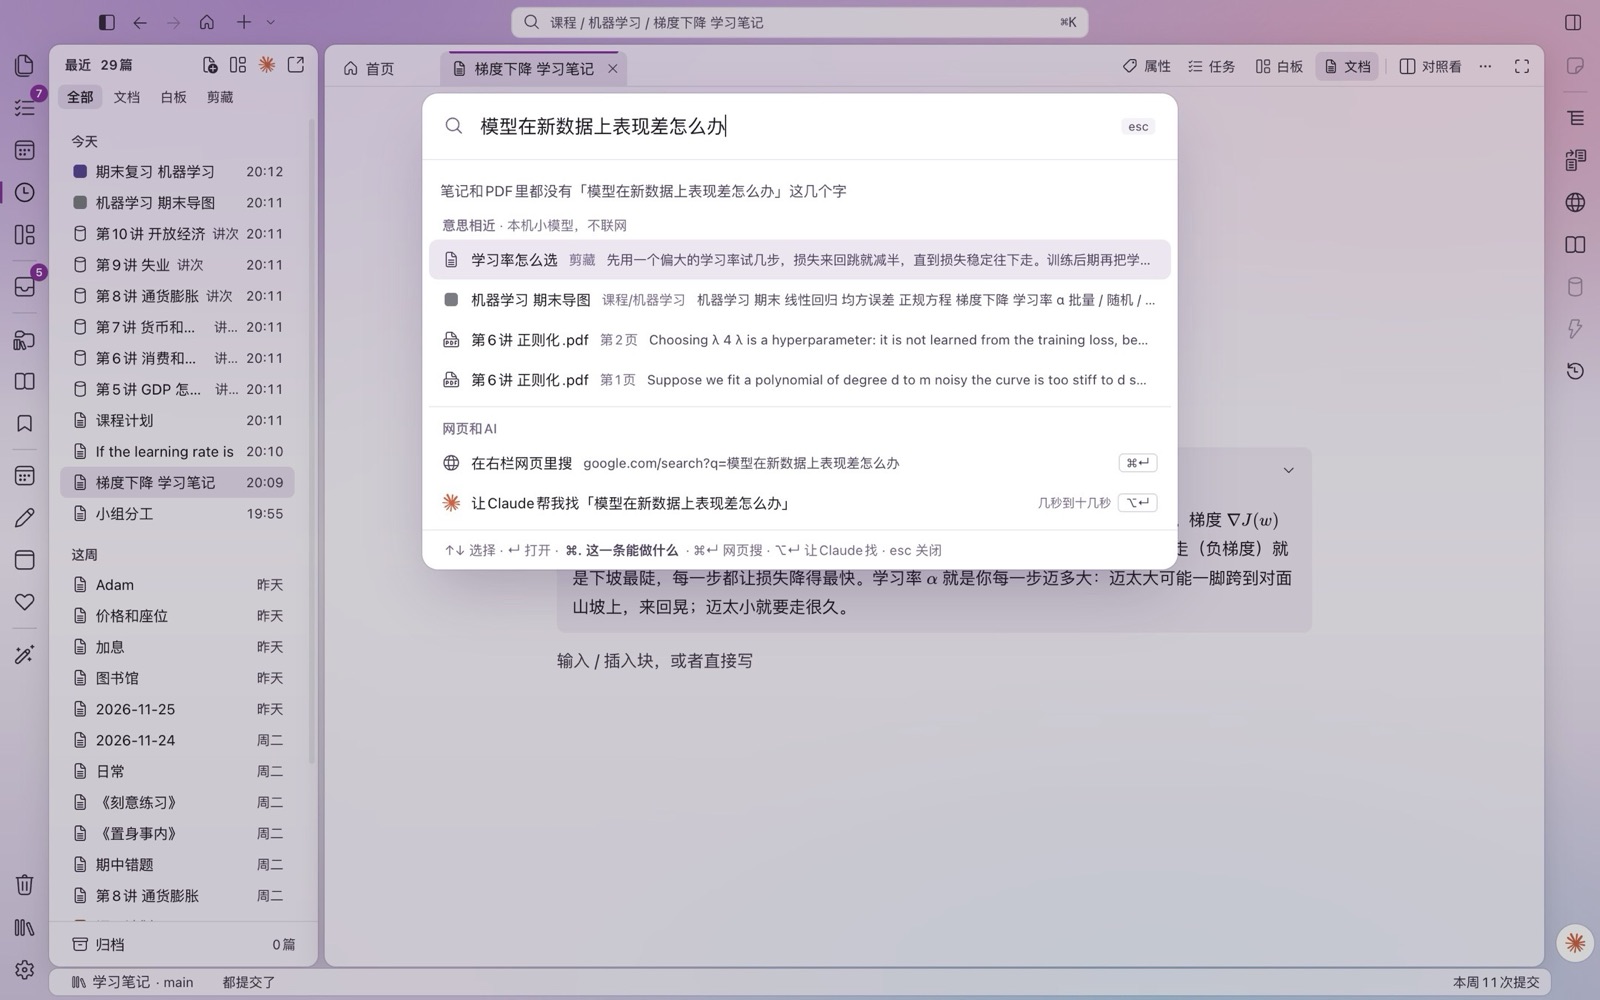 课程 / 机器学习 / 梯度下降 学习笔记
⌘K
7
5
最近 29篇
全部 文档 白板 剪藏
今天
期末复习 机器学习 20:12
机器学习 期末导图 20:11
第10讲 开放经济 讲次 20:11
第9讲 失业 讲次 20:11
第8讲 通货膨胀 讲次 20:11
第7讲 货币和... 讲... 20:11
第6讲 消费和... 讲... 20:11
第5讲 GDP 怎... 讲... 20:11
课程计划 20:11
If the learning rate is 20:10
梯度下降 学习笔记 20:09
小组分工 19:55
这周
Adam 昨天
价格和座位 昨天
加息 昨天
图书馆 昨天
2026-11-25 昨天
2026-11-24 周二
日常 周二
《刻意练习》 周二
《置身事内》 周二
期中错题 周二
第8讲 通货膨胀 周二
归档 0篇
首页
梯度下降 学习笔记
属性 任务 白板 文档 对照看
模型在新数据上表现差怎么办
esc
笔记和PDF里都没有「模型在新数据上表现差怎么办」这几个字
意思相近 · 本机小模型，不联网
学习率怎么选 剪藏 先用一个偏大的学习率试几步，损失来回跳就减半，直到损失稳定往下走。训练后期再把学...
机器学习 期末导图 课程/机器学习 机器学习 期末 线性回归 均方误差 正规方程 梯度下降 学习率 α 批量 / 随机 / ...
第6讲 正则化.pdf 第2页 Choosing λ 4 λ is a hyperparameter: it is not learned from the training loss, be...
第6讲 正则化.pdf 第1页 Suppose we fit a polynomial of degree d to m noisy the curve is too stiff to d s...
网页和AI
在右栏网页里搜 google.com/search?q=模型在新数据上表现差怎么办 ⌘↵
让Claude帮我找「模型在新数据上表现差怎么办」 几秒到十几秒 ⌥↵
↑↓ 选择 · ↵ 打开 · ⌘. 这一条能做什么 · ⌘↵ 网页搜 · ⌥↵ 让Claude找 · esc 关闭
梯度 ∇J(w)
走（负梯度）就
是下坡最陡，每一步都让损失降得最快。学习率 α 就是你每一步迈多大：迈太大可能一脚跨到对面
山坡上，来回晃；迈太小就要走很久。
输入 / 插入块，或者直接写
学习笔记 · main 都提交了
本周11次提交